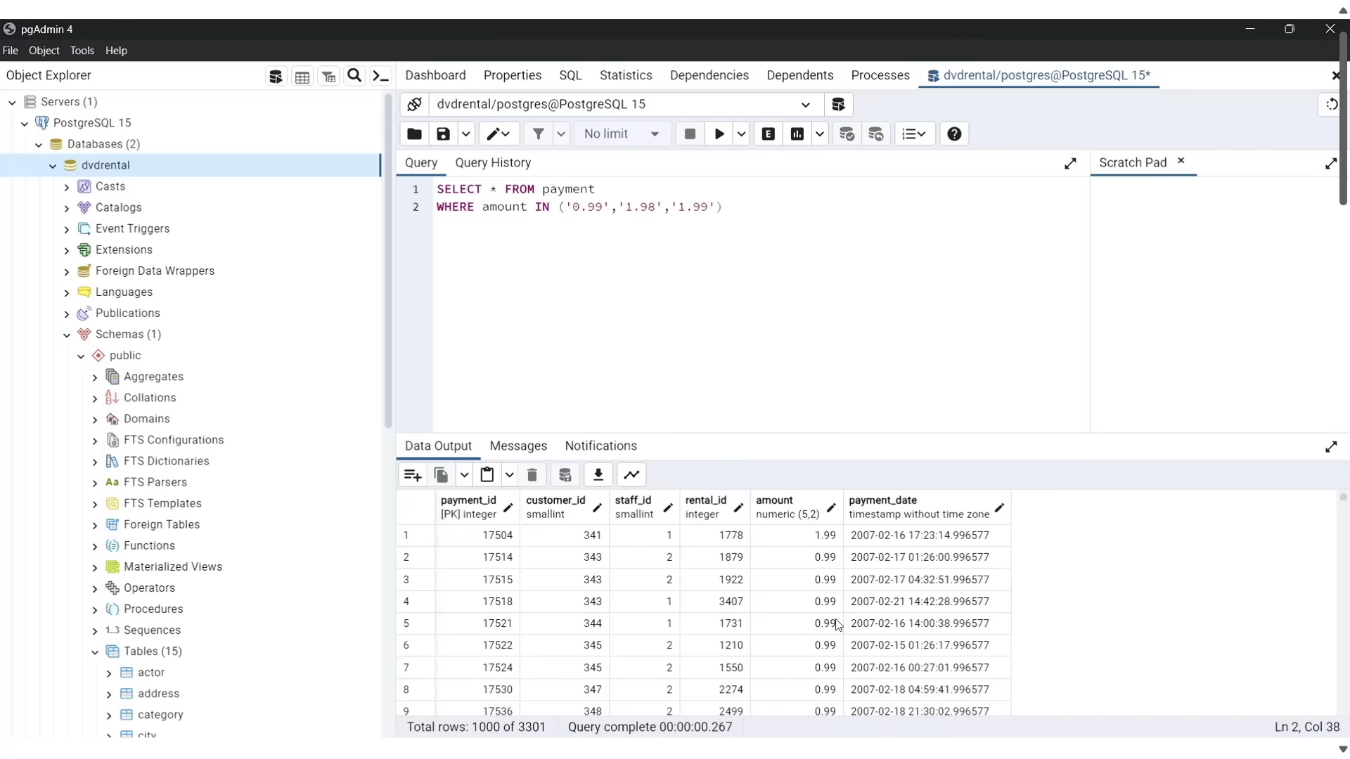 pgAdmin 4
File Object Tools Help
Object Explorer
Dashboard Properties SQL Statistics Dependencies Dependents Processes dvdrental/postgres@PostgreSQL 15*
Servers (1)
PostgreSQL 15
Databases (2)
dvdrental
Casts
Catalogs
Event Triggers
Extensions
Foreign Data Wrappers
Languages
Publications
Schemas (1)
public
Aggregates
Collations
Domains
FTS Configurations
FTS Dictionaries
Aa FTS Parsers
FTS Templates
Foreign Tables
Functions
Materialized Views
Operators
Procedures
1..3 Sequences
Tables (15)
actor
address
category
city
dvdrental/postgres@PostgreSQL 15
No limit
E
Query Query History
Scratch Pad
1 SELECT * FROM payment
2 WHERE amount IN ('0.99','1.98','1.99')
Data Output Messages Notifications
payment_id customer_id staff_id rental_id amount payment_date
[PK] integer smallint smallint integer numeric (5,2) timestamp without time zone
1 17504 341 1 1778 1.99 2007-02-16 17:23:14.996577
2 17514 343 2 1879 0.99 2007-02-17 01:26:00.996577
3 17515 343 2 1922 0.99 2007-02-17 04:32:51.996577
4 17518 343 1 3407 0.99 2007-02-21 14:42:28.996577
5 17521 344 1 1731 0.99 2007-02-16 14:00:38.996577
6 17522 345 2 1210 0.99 2007-02-15 01:26:17.996577
7 17524 345 2 1550 0.99 2007-02-16 00:27:01.996577
8 17530 347 2 2274 0.99 2007-02-18 04:59:41.996577
9 17536 348 2 2499 0.99 2007-02-18 21:30:02.996577
Total rows: 1000 of 3301 Query complete 00:00:00.267 Ln 2, Col 38